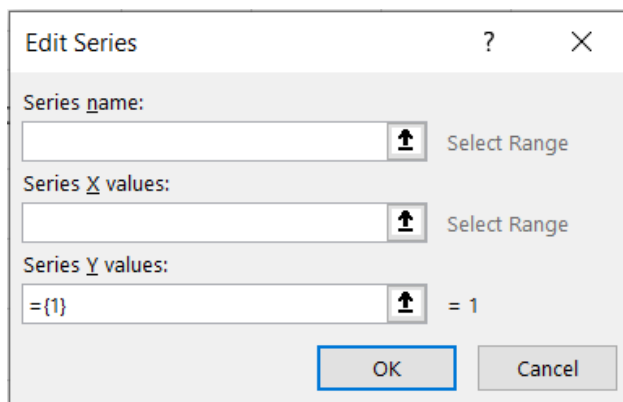 Edit Series ?
Series name:
Select Range
Series X values:
Select Range
Series Y values:
={1} = 1
OK Cancel